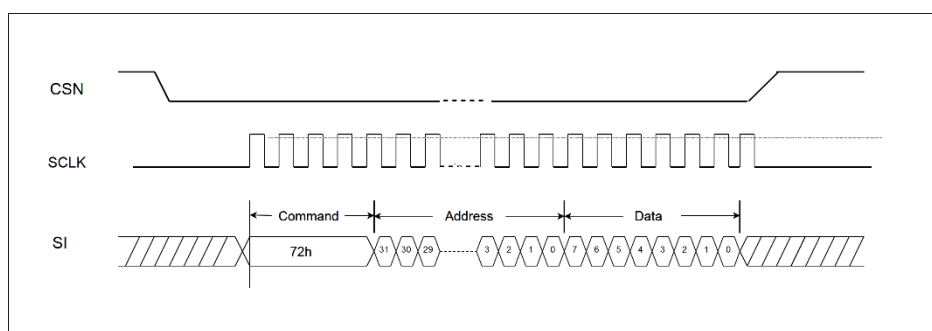 CSN
SCLK
Command Address Data
SI
72h 31 30 29 3 2 1 0 7 6 5 4 3 2 1 0